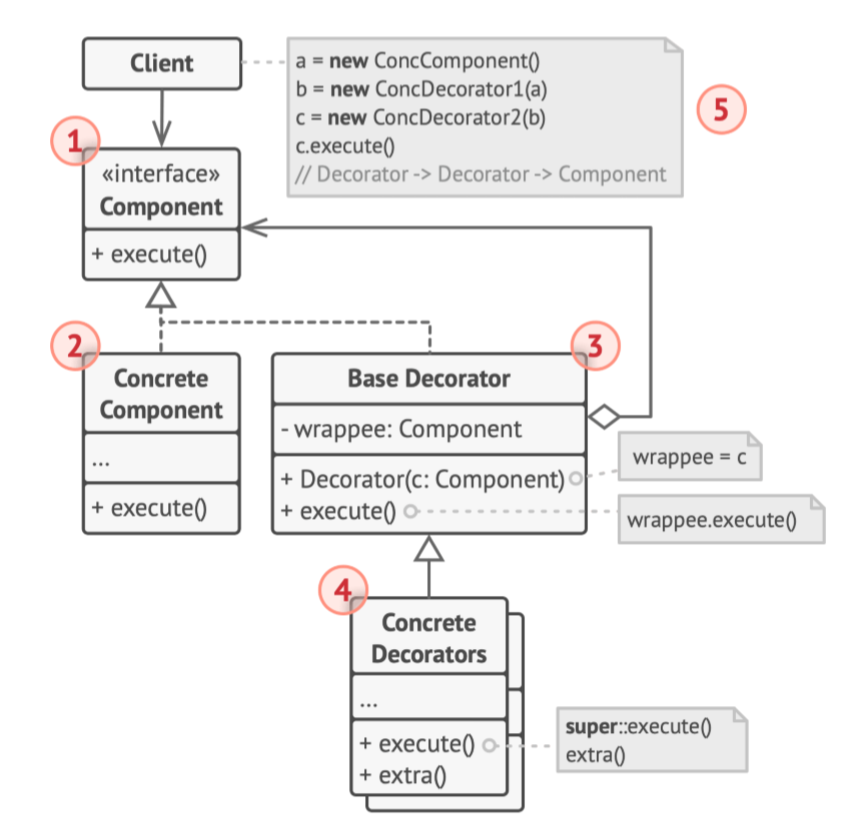 Client
a = new ConcComponent()
b = new ConcDecorator1(a)
c = new ConcDecorator2(b)
c.execute()
// Decorator -> Decorator -> Component
5
1
«interface»
Component
+ execute()
2
Concrete
Component
...
+ execute()
3
Base Decorator
- wrappee: Component
+ Decorator(c: Component)
+ execute()
wrappee = c
wrappee.execute()
4
Concrete
Decorators
...
+ execute()
+ extra()
super::execute()
extra()